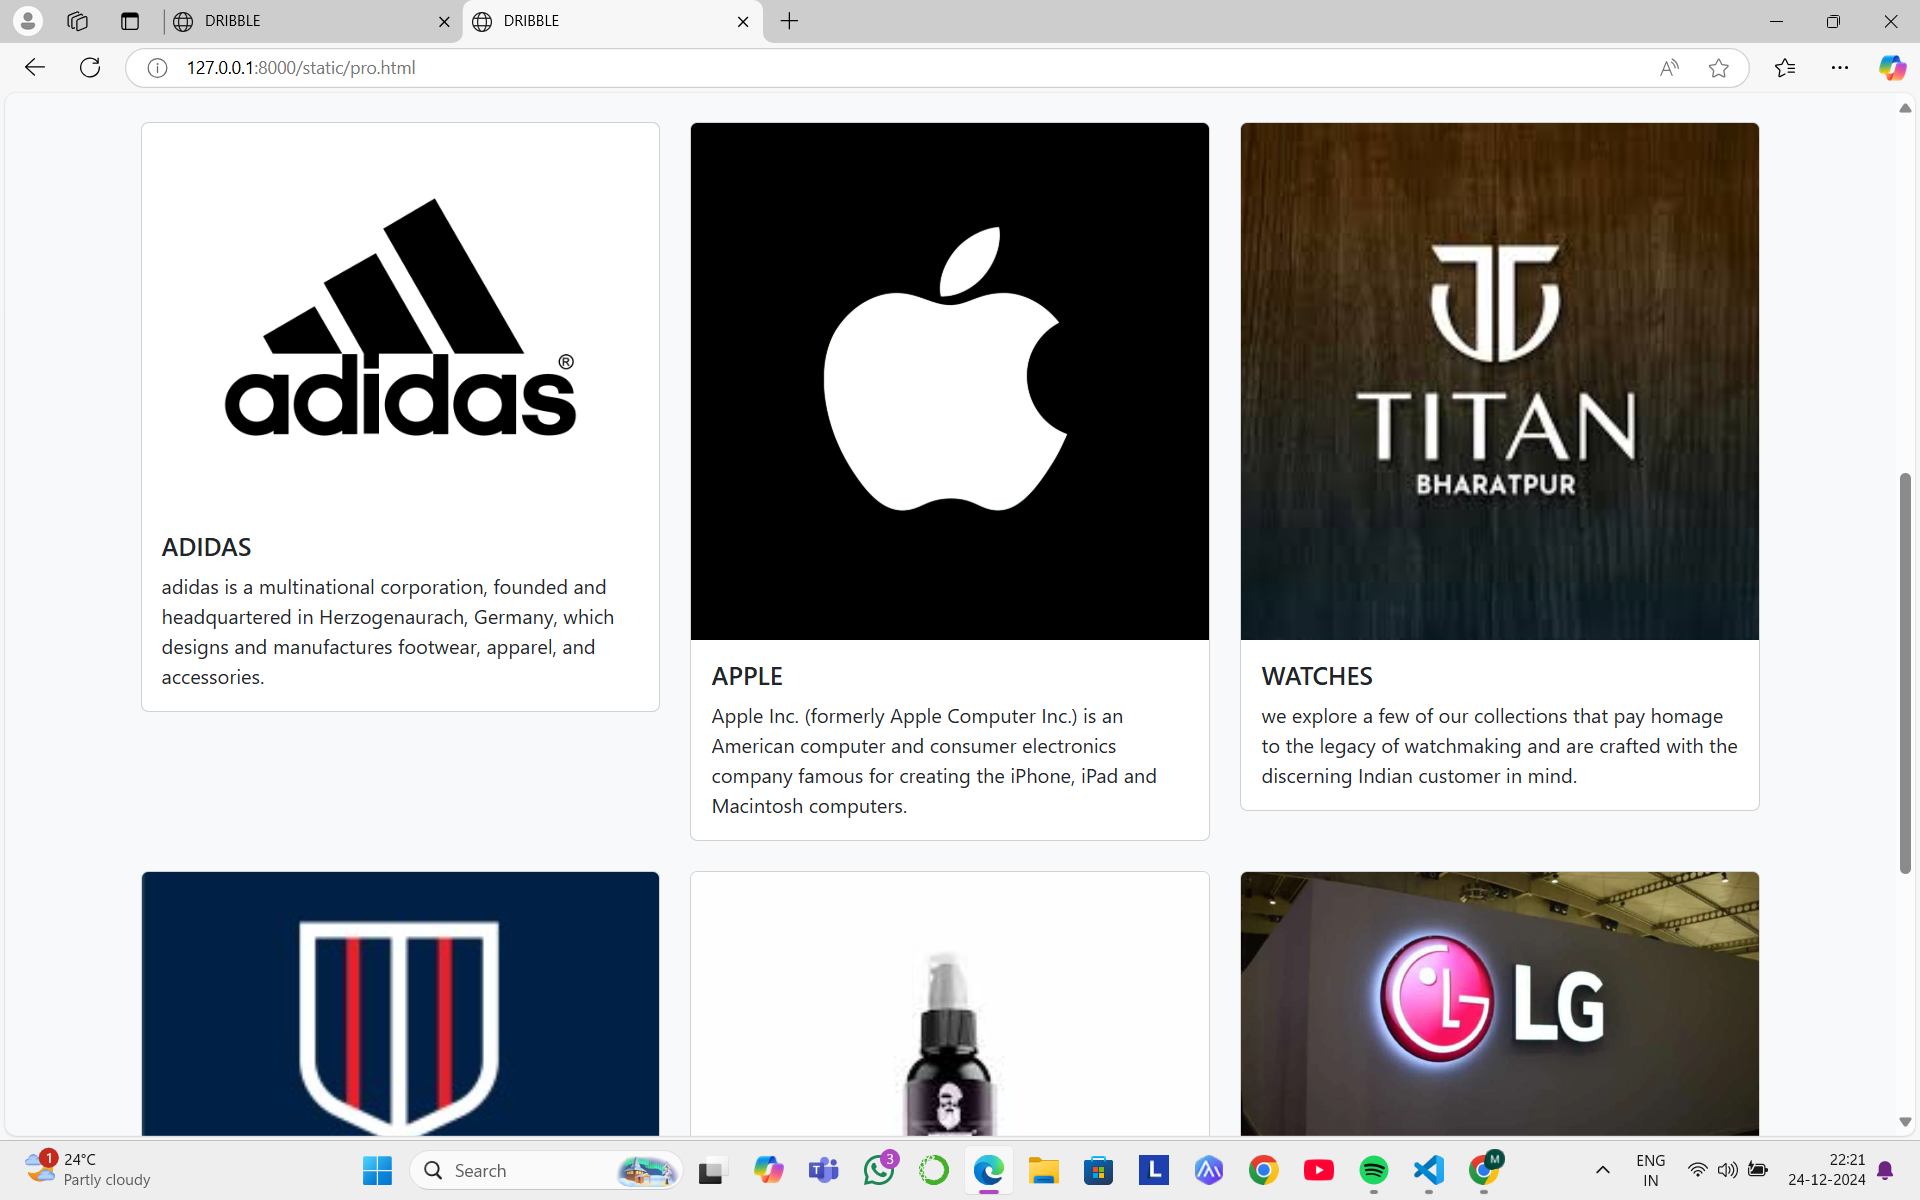 DRIBBLE
DRIBBLE
127.0.0.1:8000/static/pro.html
adidas
®
ADIDAS
adidas is a multinational corporation, founded and
headquartered in Herzogenaurach, Germany, which
designs and manufactures footwear, apparel, and
accessories.
APPLE
Apple Inc. (formerly Apple Computer Inc.) is an
American computer and consumer electronics
company famous for creating the iPhone, iPad and
Macintosh computers.
TITAN
BHARATPUR
WATCHES
we explore a few of our collections that pay homage
to the legacy of watchmaking and are crafted with the
discerning Indian customer in mind.
LG
1
24°C
Partly cloudy
Search
3
L
M
ENG
IN
22:21
24-12-2024